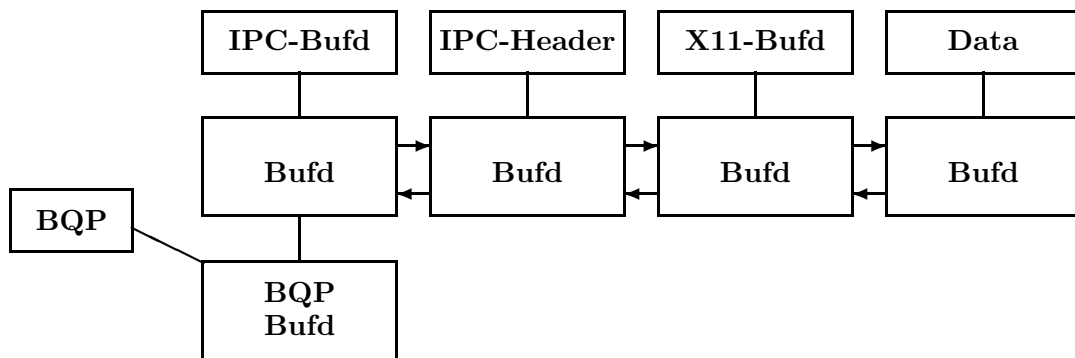 IPC-Bufd
IPC-Header
X11-Bufd
Data
Bufd
Bufd
Bufd
Bufd
BQP
BQP
Bufd